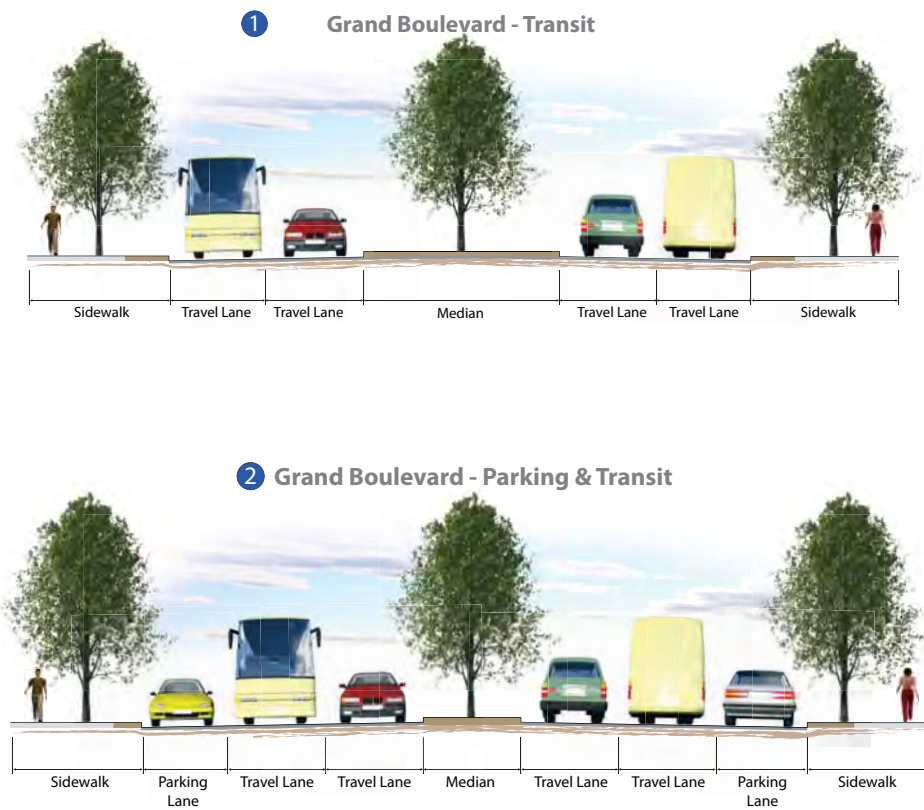 1 Grand Boulevard - Transit
Sidewalk Travel Lane Travel Lane Median Travel Lane Travel Lane Sidewalk
2 Grand Boulevard - Parking & Transit
Sidewalk Parking Lane Travel Lane Travel Lane Median Travel Lane Travel Lane Parking Lane Sidewalk